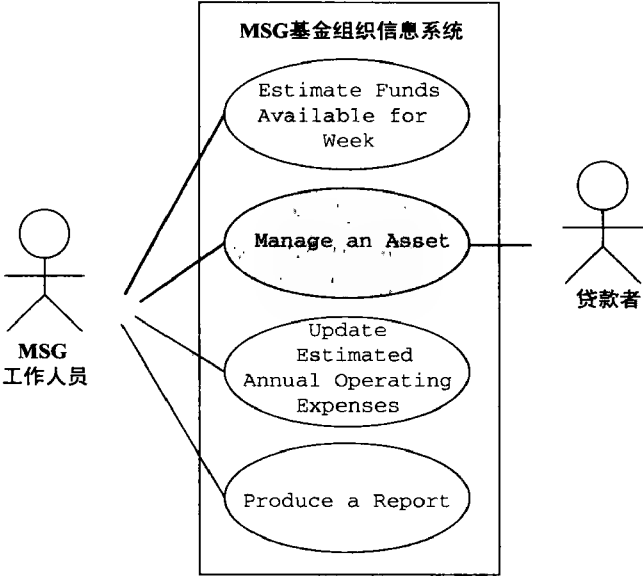 MSG基金组织信息系统
Estimate Funds
Available for
Week
Manage an Asset
Update
Estimated
Annual Operating
Expenses
Produce a Report
MSG
工作人员
贷款者